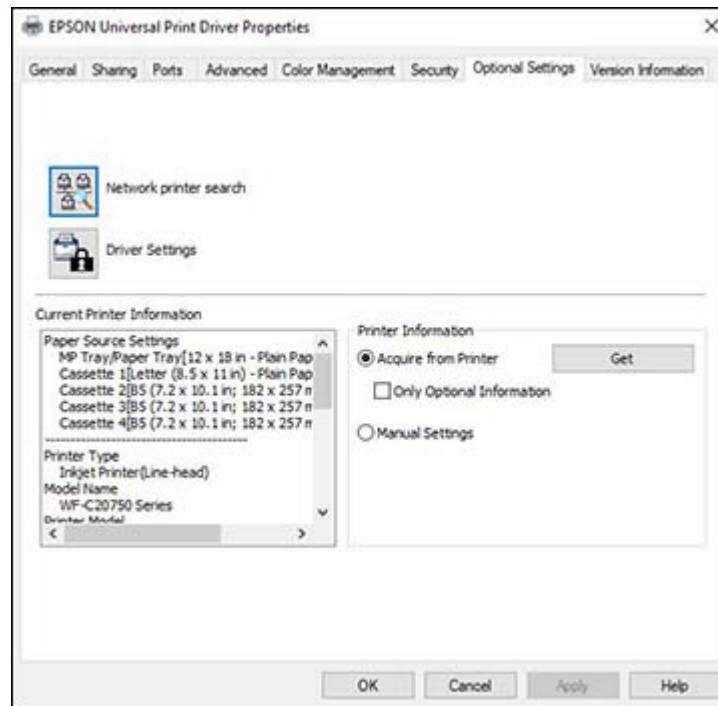 EPSON Universal Print Driver Properties
General Sharing Ports Advanced Color Management Security Optional Settings Version Information
Network printer search
Driver Settings
Current Printer Information
Paper Source Settings
MP Tray/Paper Tray[12 x 18 in - Plain Pap
Cassette 1[Letter (8.5 x 11 in) - Plain Pap
Cassette 2[B5 (7.2 x 10.1 in; 182 x 257 m
Cassette 3[B5 (7.2 x 10.1 in; 182 x 257 m
Cassette 4[B5 (7.2 x 10.1 in; 182 x 257 m
----------------------------------------
Printer Type
Inkjet Printer(Line-head)
Model Name
WF-C20750 Series
Printer Model
Printer Information
Acquire from Printer
Get
Only Optional Information
Manual Settings
OK Cancel Apply Help